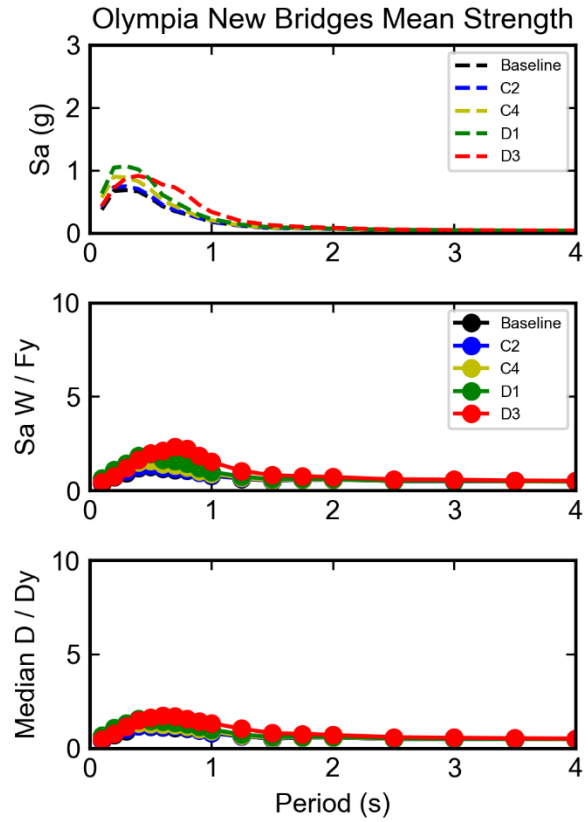 Olympia New Bridges Mean Strength
3
2
1
0
Sa (g)
Baseline
C2
C4
D1
D3
0 1 2 3 4
10
5
0
Sa W / Fy
Baseline
C2
C4
D1
D3
0 1 2 3 4
10
5
0
Median D / Dy
0 1 2 3 4
Period (s)